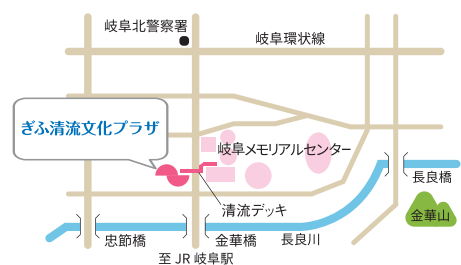 岐阜北警察署
岐阜環状線
ぎふ清流文化プラザ
岐阜メモリアルセンター
長良橋
清流デッキ
金華山
忠節橋
金華橋
長良川
至 JR 岐阜駅